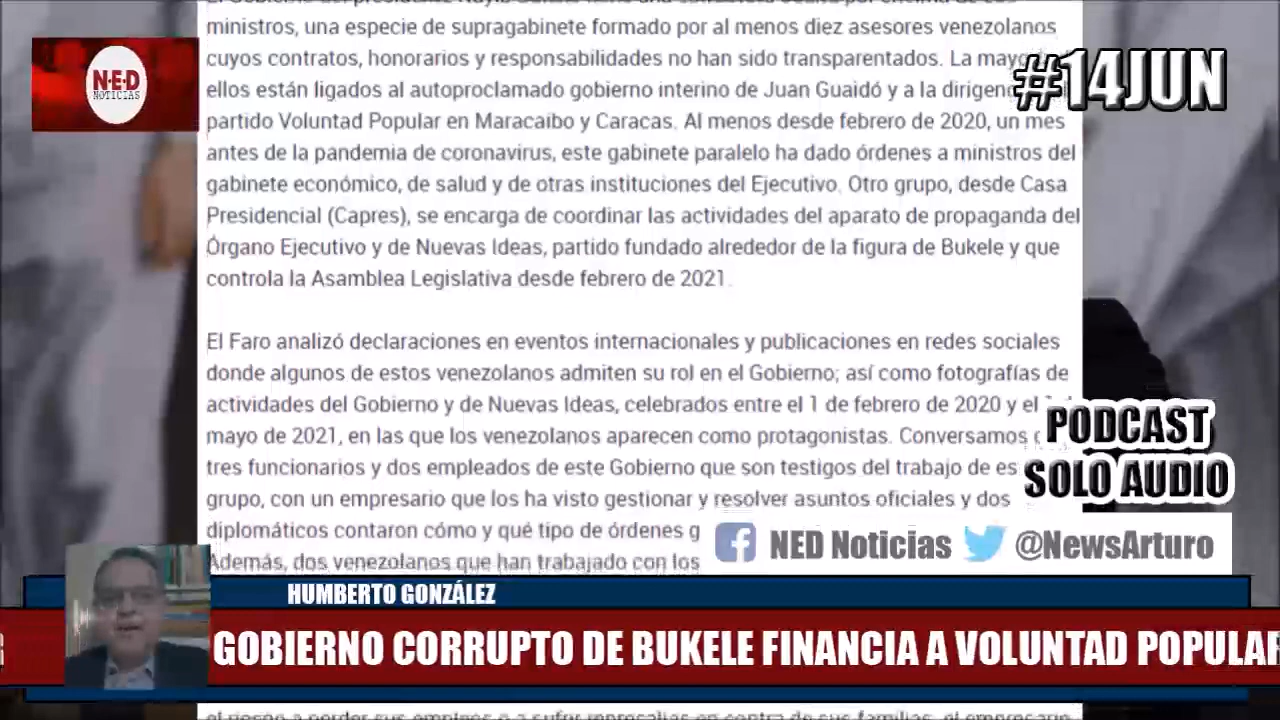 ministros, una especie de supragabinete formado por al menos diez asesores venezolanos
cuyos contratos, honorarios y responsabilidades no han sido transparentados. La
ellos están ligados al autoproclamado gobierno interino de Juan Guaidó y a la
partido Voluntad Popular en Maracaibo y Caracas. Al menos desde febrero de 2020, un mes
antes de la pandemia de coronavirus, este gabinete paralelo ha dado órdenes a ministros del
gabinete económico, de salud y de otras instituciones del Ejecutivo. Otro grupo, desde Casa
Presidencial (Capres), se encarga de coordinar las actividades del aparato de propaganda del
Órgano Ejecutivo y de Nuevas Ideas, partido fundado alrededor de la figura de Bukele y que
controla la Asamblea Legislativa desde febrero de 2021.
El Faro analizó declaraciones en eventos internacionales y publicaciones en redes sociales
donde algunos de estos venezolanos admiten su rol en el Gobierno; así como fotografías de
actividades del Gobierno y de Nuevas Ideas, celebrados entre el 1 de febrero de 2020 y el
mayo de 2021, en las que los venezolanos aparecen como protagonistas. Conversamos
tres funcionarios y dos empleados de este Gobierno que son testigos del trabajo de
grupo, con un empresario que los ha visto gestionar y resolver asuntos oficiales y dos
diplomáticos contaron cómo y qué tipo de órdenes
Además, dos venezolanos que han trabajado con los
N·E·D
NOTICIAS
#14JUN
PODCAST
SOLO AUDIO
NED Noticias @NewsArturo
HUMBERTO GONZÁLEZ
GOBIERNO CORRUPTO DE BUKELE FINANCIA A VOLUNTAD POPULAR